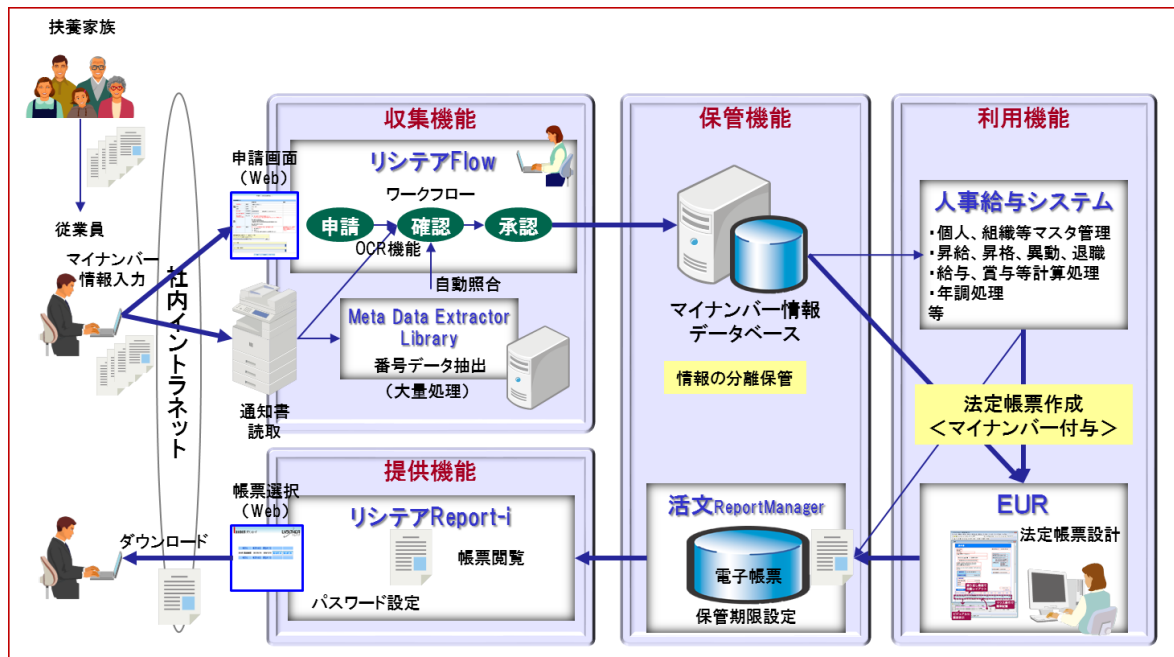 扶養家族
従業員
マイナンバー
情報入力
社内イントラネット
収集機能
申請画面
（Web）
リシテアFlow
ワークフロー
申請
確認
承認
OCR機能
自動照合
Meta Data Extractor
Library
番号データ抽出
（大量処理）
通知書
読取
保管機能
マイナンバー情報
データベース
情報の分離保管
利用機能
人事給与システム
・個人、組織等マスタ管理
・昇給、昇格、異動、退職
・給与、賞与等計算処理
・年調処理
等
法定帳票作成
＜マイナンバー付与＞
提供機能
帳票選択
（Web）
リシテアReport-i
帳票閲覧
パスワード設定
ダウンロード
活文ReportManager
電子帳票
保管期限設定
EUR
法定帳票設計